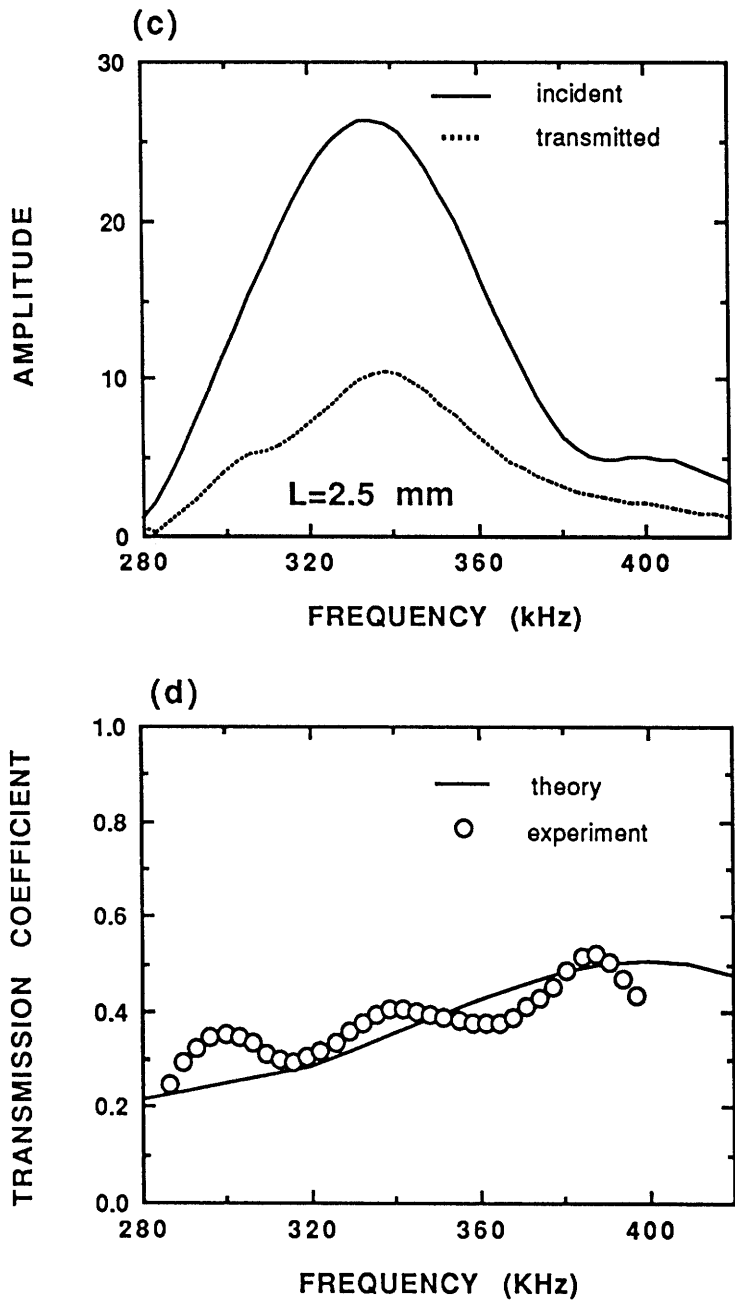 (c)
30
incident
transmitted
20
AMPLITUDE
10
L=2.5 mm
0
280 320 360 400
FREQUENCY (kHz)
(d)
1.0
theory
0.8
experiment
0.6
TRANSMISSION COEFFICIENT
0.4
0.2
0.0
280 320 360 400
FREQUENCY (KHz)